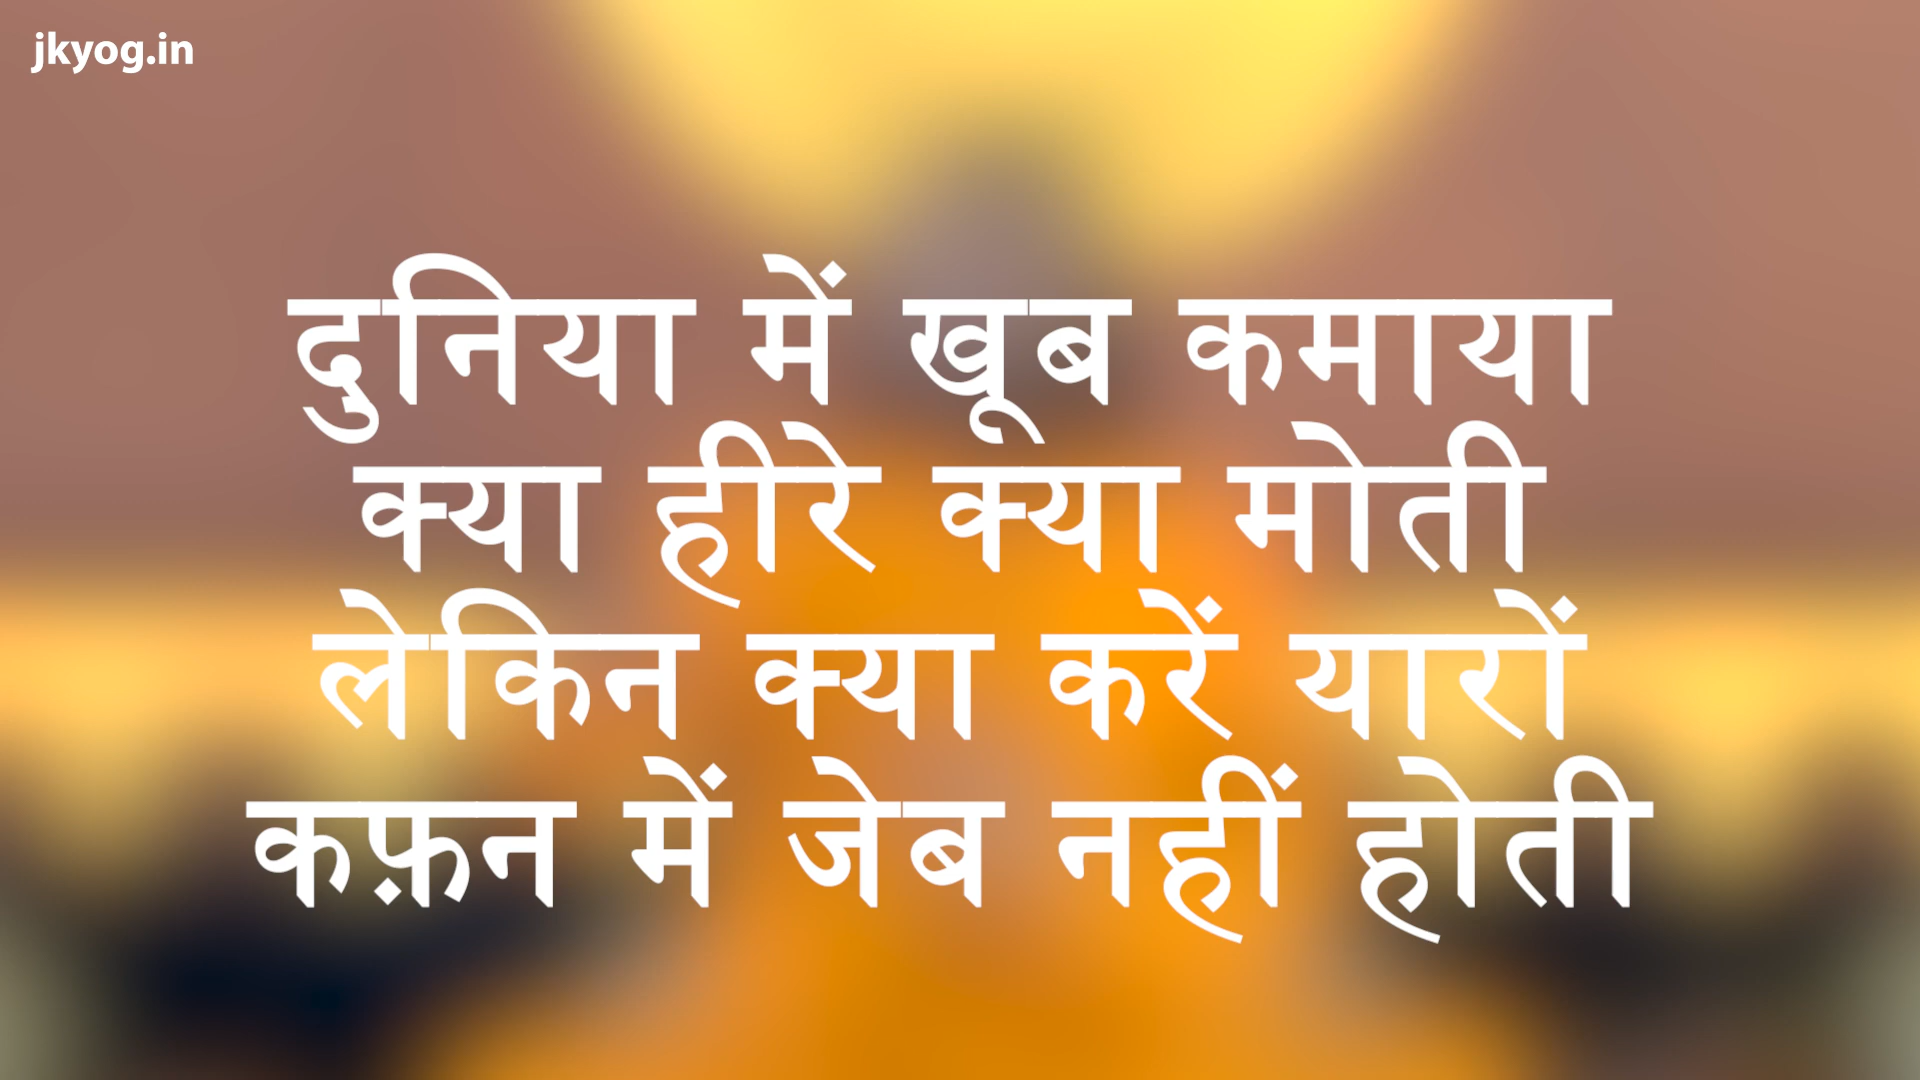 jkyog.in
दुनिया में खूब कमाया
क्या हीरे क्या मोती
लेकिन क्या करें यारों
कफ़न में जेब नहीं होती